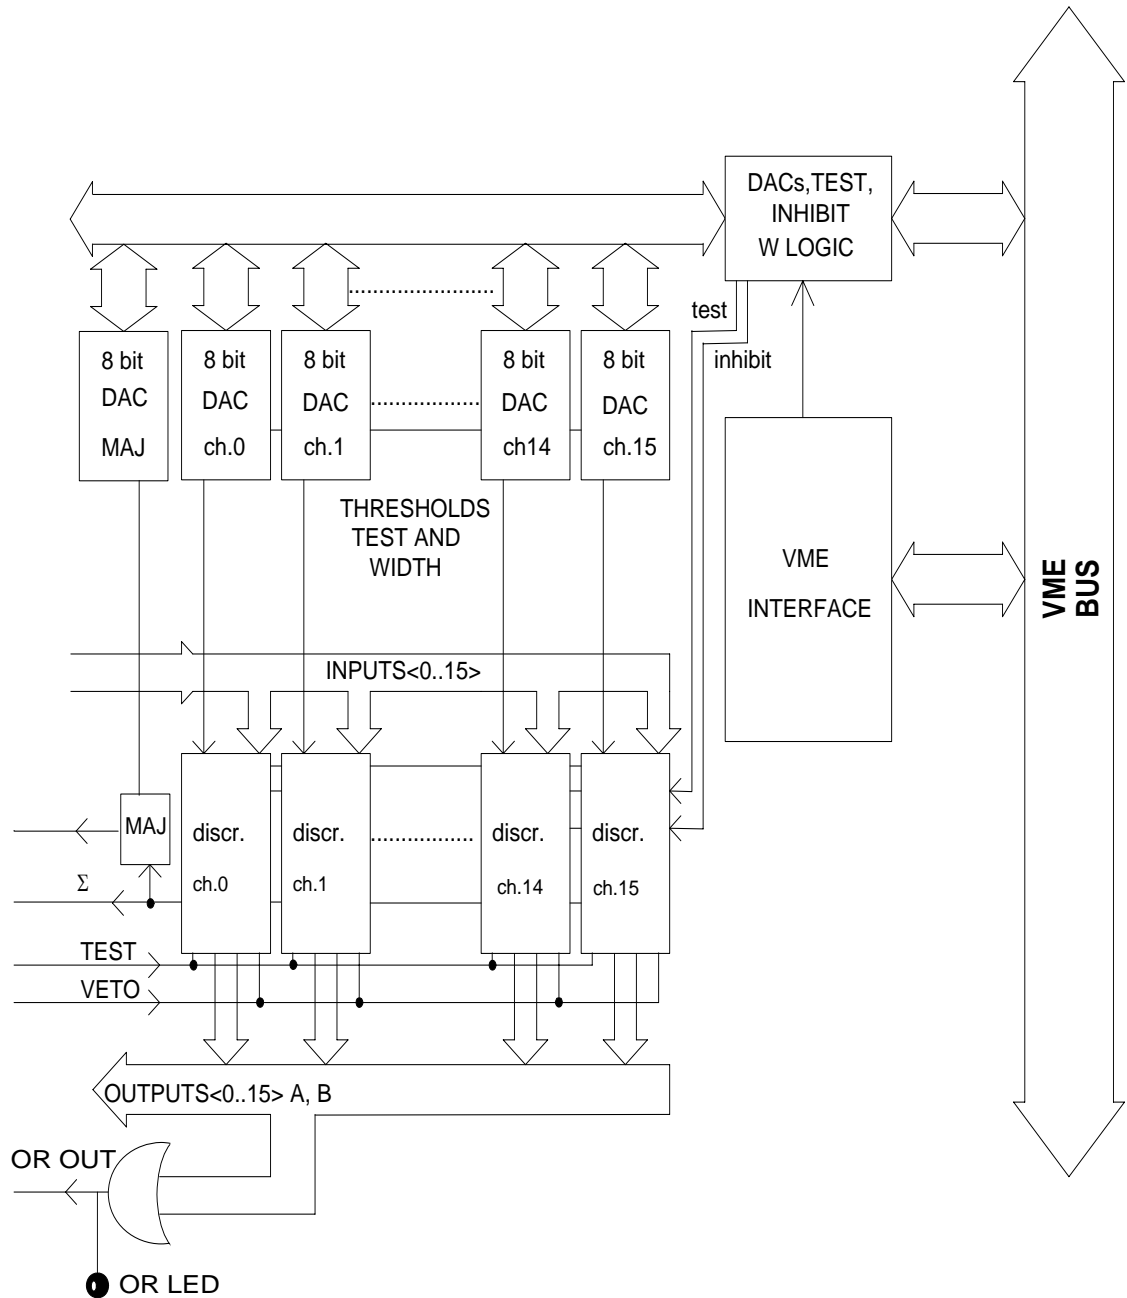 DACs,TEST,
INHIBIT
W LOGIC
test
inhibit
8 bit
DAC
MAJ
8 bit
DAC
ch.0
8 bit
DAC
ch.1
......................
8 bit
DAC
ch14
8 bit
DAC
ch.15
THRESHOLDS
TEST AND
WIDTH
VME
INTERFACE
VME
BUS
INPUTS<0..15>
MAJ
discr.
ch.0
discr.
ch.1
................
discr.
ch.14
discr.
ch.15
Σ
TEST
VETO
OUTPUTS<0..15> A, B
OR OUT
OR LED